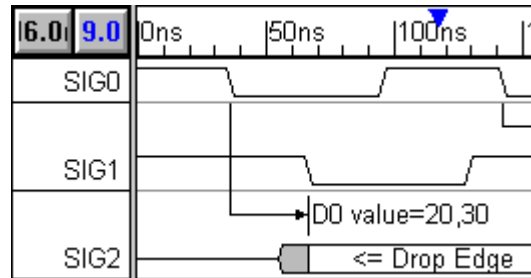 6.0 9.0 0ns 50ns 100ns
SIG0
SIG1
D0 value=20,30
SIG2 <= Drop Edge